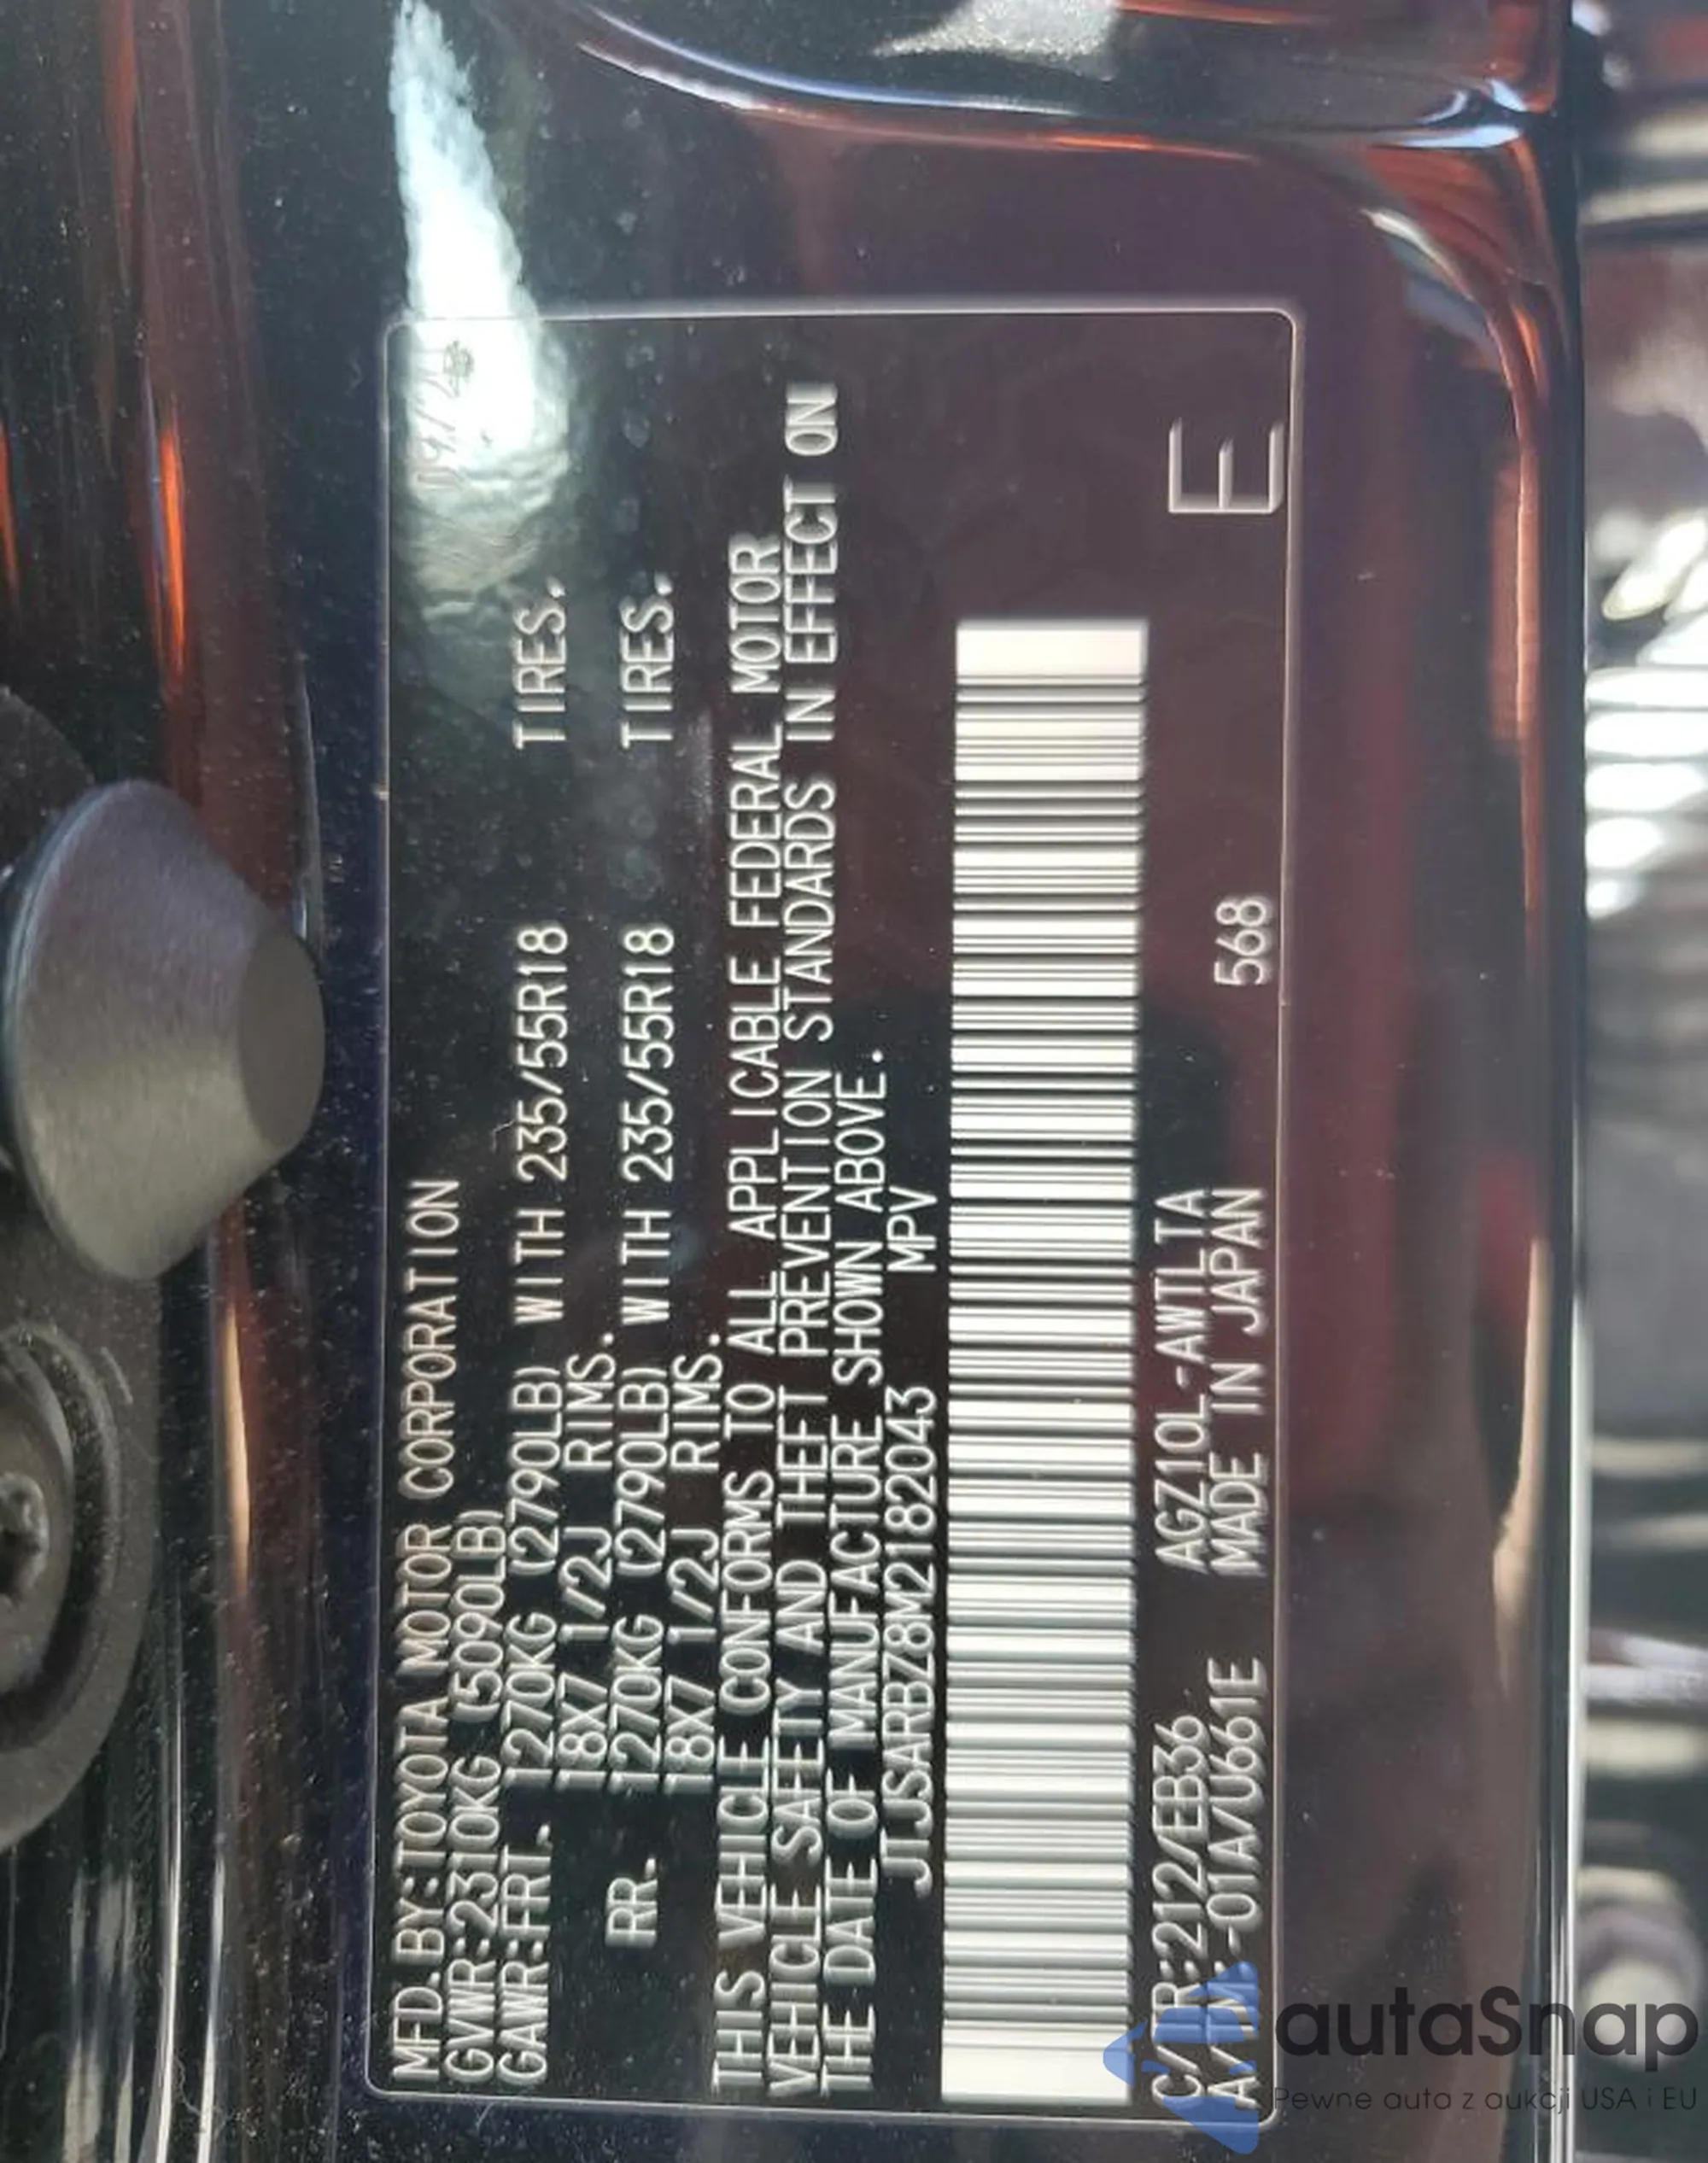 MFD.BY:TOYOTA MOTOR CORPORATION
GVWR:2310KG (5090LB)
GAWR:FRT. 1270KG (2790LB) WITH 235/55R18 TIRES.
18X7 1/2J RIMS.
RR. 1270KG (2790LB) WITH 235/55R18 TIRES.
18X7 1/2J RIMS.
THIS VEHICLE CONFORMS TO ALL APPLICABLE FEDERAL MOTOR
VEHICLE SAFETY AND THEFT PREVENTION STANDARDS IN EFFECT ON
THE DATE OF MANUFACTURE SHOWN ABOVE.
JTJSARBZ8M2182043 MPV
C/TR:212/EB36 AGZ10L-AWTLTA
A/TM:-01A/U661E MADE IN JAPAN 568
E
autaSnap
Pewne auta z aukcji USA i EU